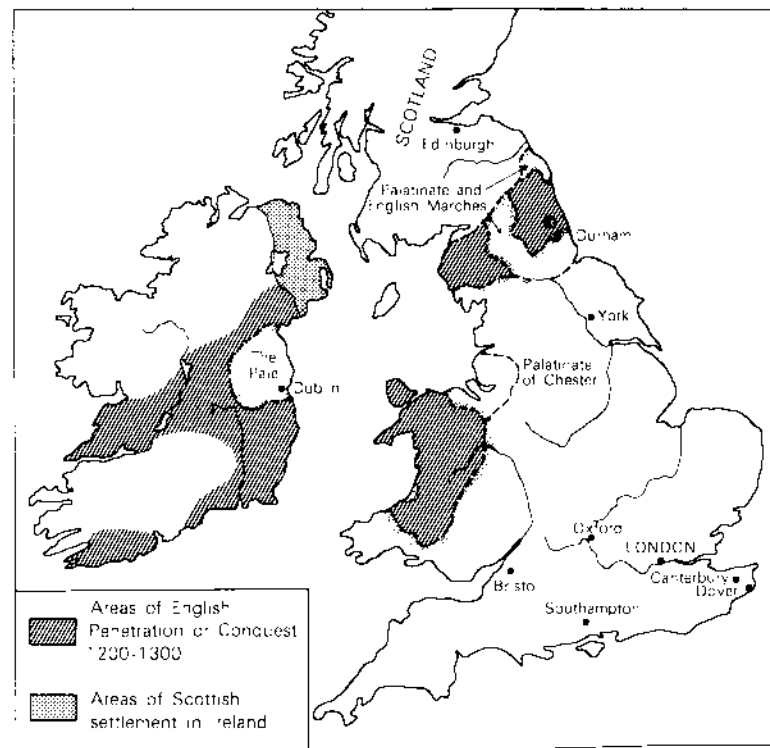 SCOTLAND
Edinburgh
Palatinate and
English Marches
Durham
York
The
Pale
Dublin
Palatinate
of Chester
Oxford
LONDON
Canterbury
Dover
Bristol
Southampton
Areas of English
Penetration or Conquest
1200-1300
Areas of Scottish
settlement in Ireland